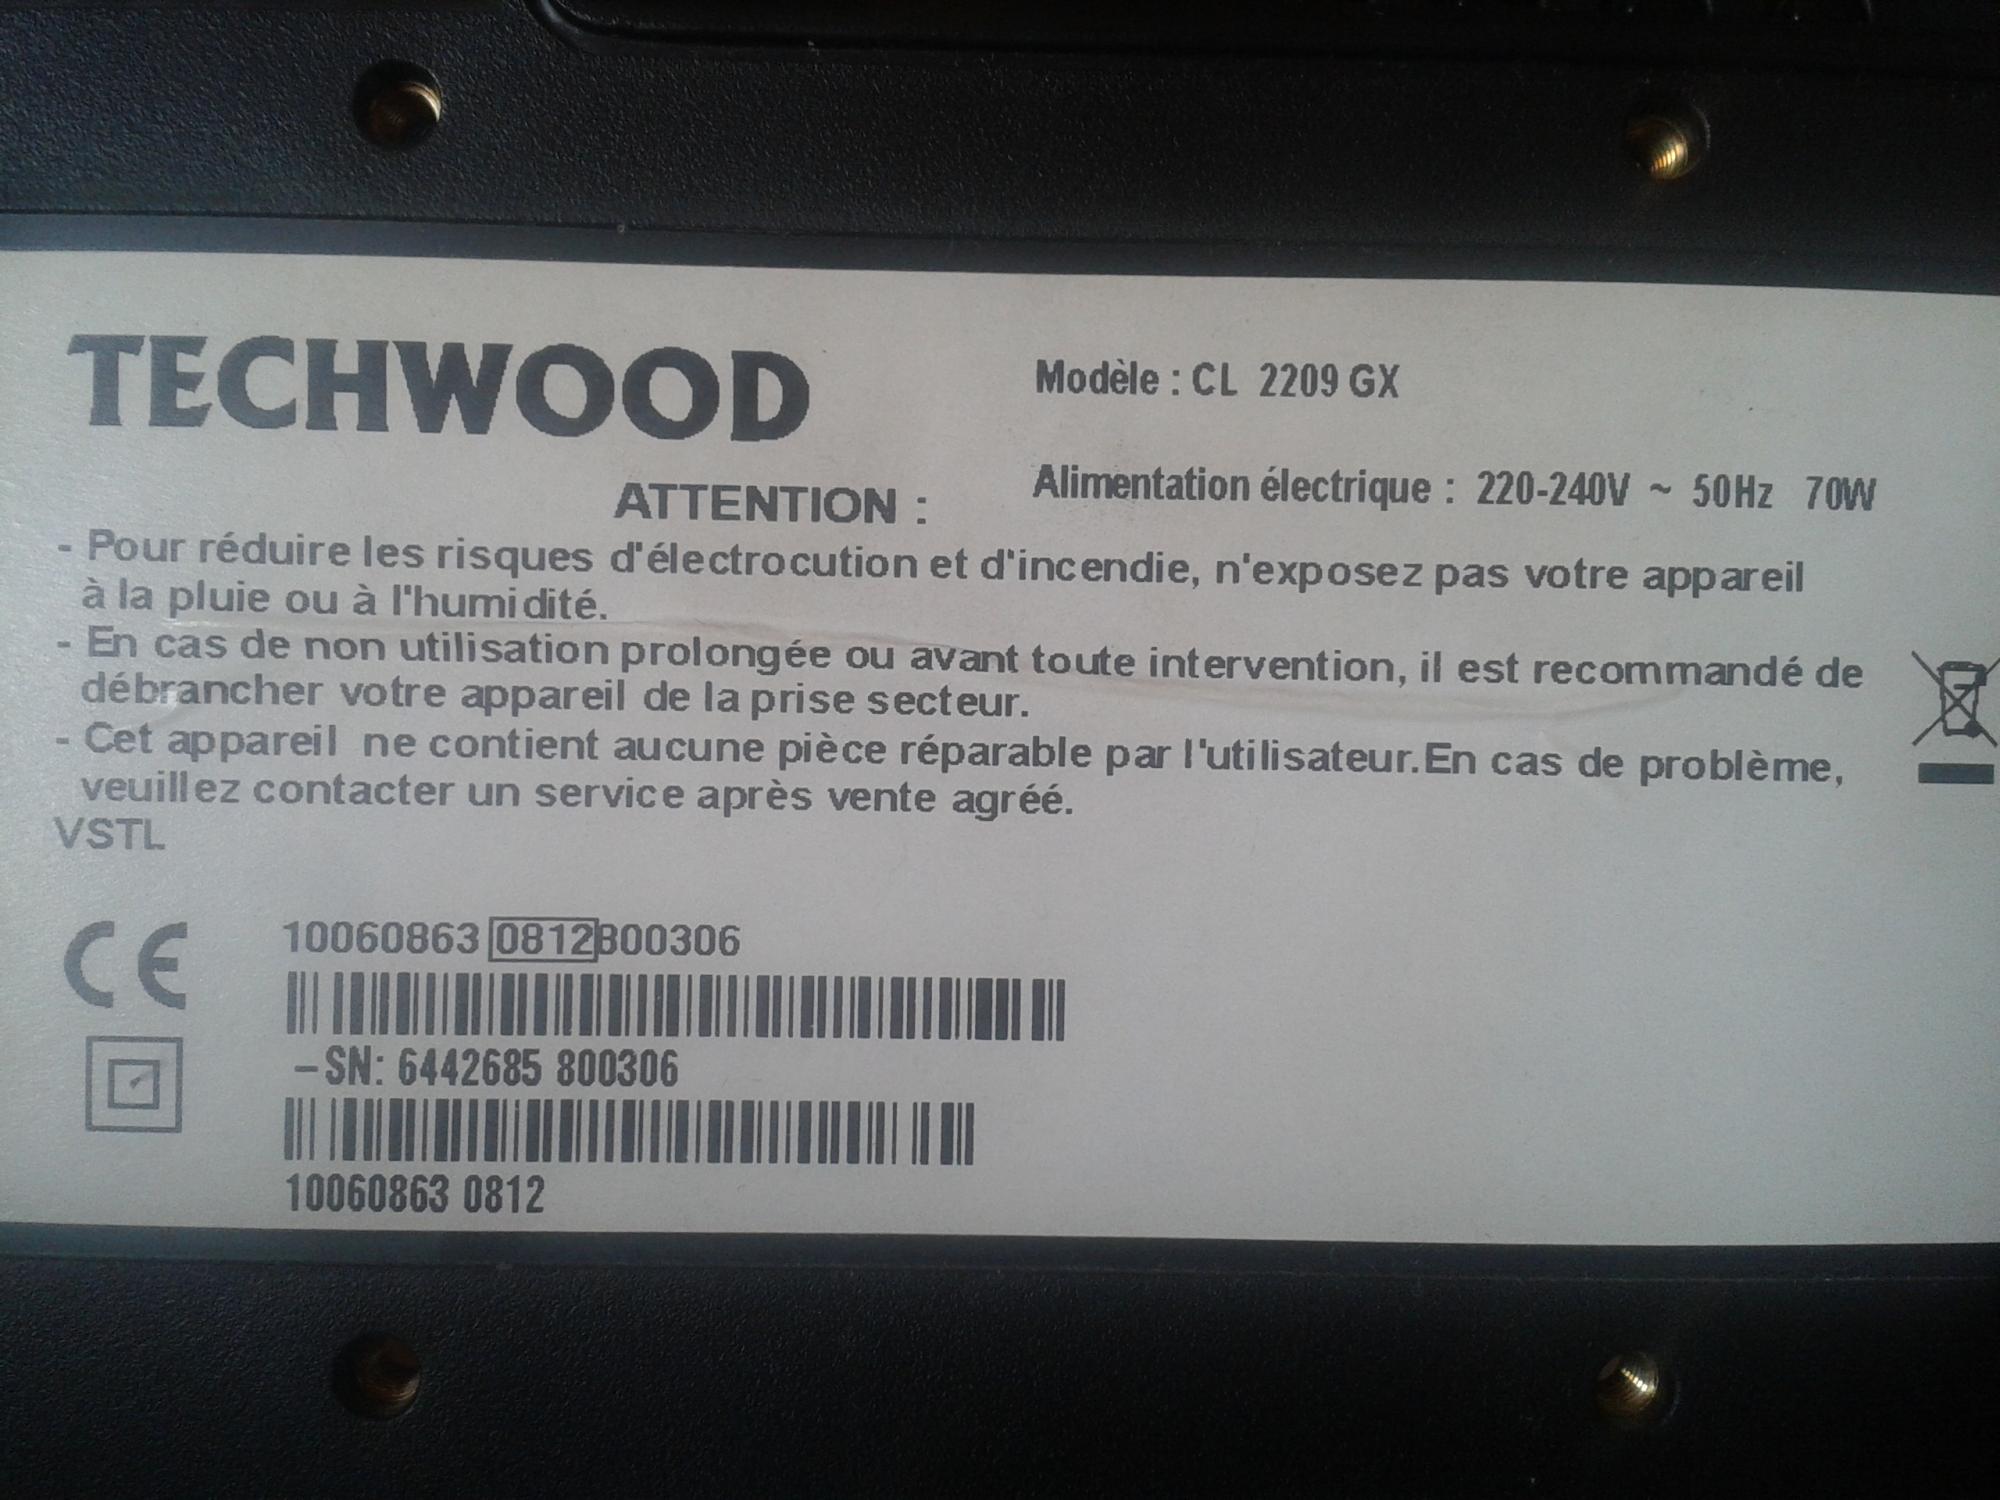 TECHWOOD
Modèle : CL 2209 GX
Alimentation électrique : 220-240V ~ 50Hz 70W
ATTENTION :
- Pour réduire les risques d'électrocution et d'incendie, n'exposez pas votre appareil
à la pluie ou à l'humidité.
- En cas de non utilisation prolongée ou avant toute intervention, il est recommandé de
débrancher votre appareil de la prise secteur.
- Cet appareil ne contient aucune pièce réparable par l'utilisateur.En cas de problème,
veuillez contacter un service après vente agréé.
VSTL
CE
10060863 0812800306
-SN: 6442685 800306
10060863 0812